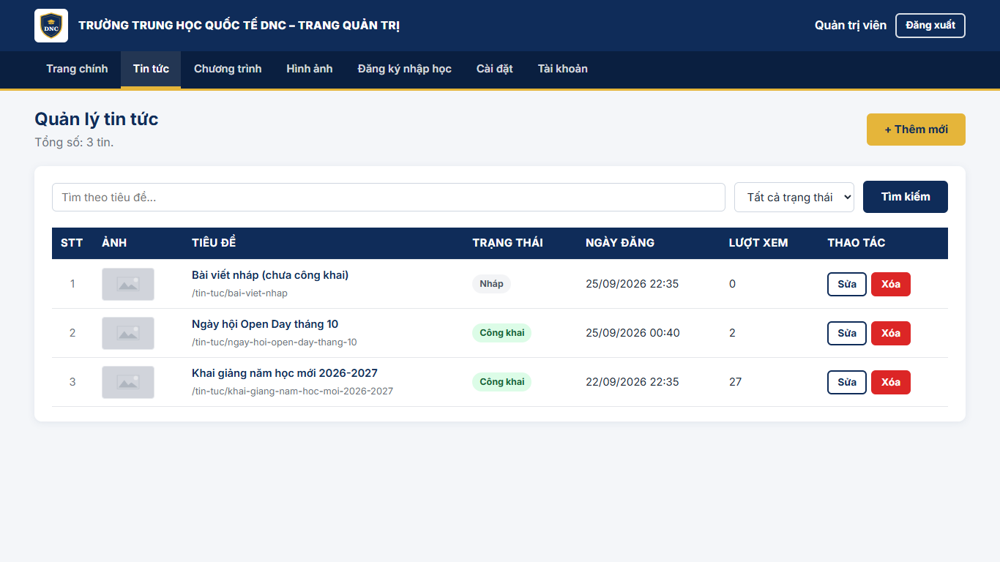 DNC
TRƯỜNG TRUNG HỌC QUỐC TẾ DNC – TRANG QUẢN TRỊ
Quản trị viên
Đăng xuất
Trang chính
Tin tức
Chương trình
Hình ảnh
Đăng ký nhập học
Cài đặt
Tài khoản
Quản lý tin tức
Tổng số: 3 tin.
+ Thêm mới
Tìm theo tiêu đề...
Tất cả trạng thái
Tìm kiếm
STT ẢNH TIÊU ĐỀ TRẠNG THÁI NGÀY ĐĂNG LƯỢT XEM THAO TÁC
1 Bài viết nháp (chưa công khai) Nháp 25/09/2026 22:35 0 Sửa Xóa
/tin-tuc/bai-viet-nhap
2 Ngày hội Open Day tháng 10 Công khai 25/09/2026 00:40 2 Sửa Xóa
/tin-tuc/ngay-hoi-open-day-thang-10
3 Khai giảng năm học mới 2026-2027 Công khai 22/09/2026 22:35 27 Sửa Xóa
/tin-tuc/khai-giang-nam-hoc-moi-2026-2027